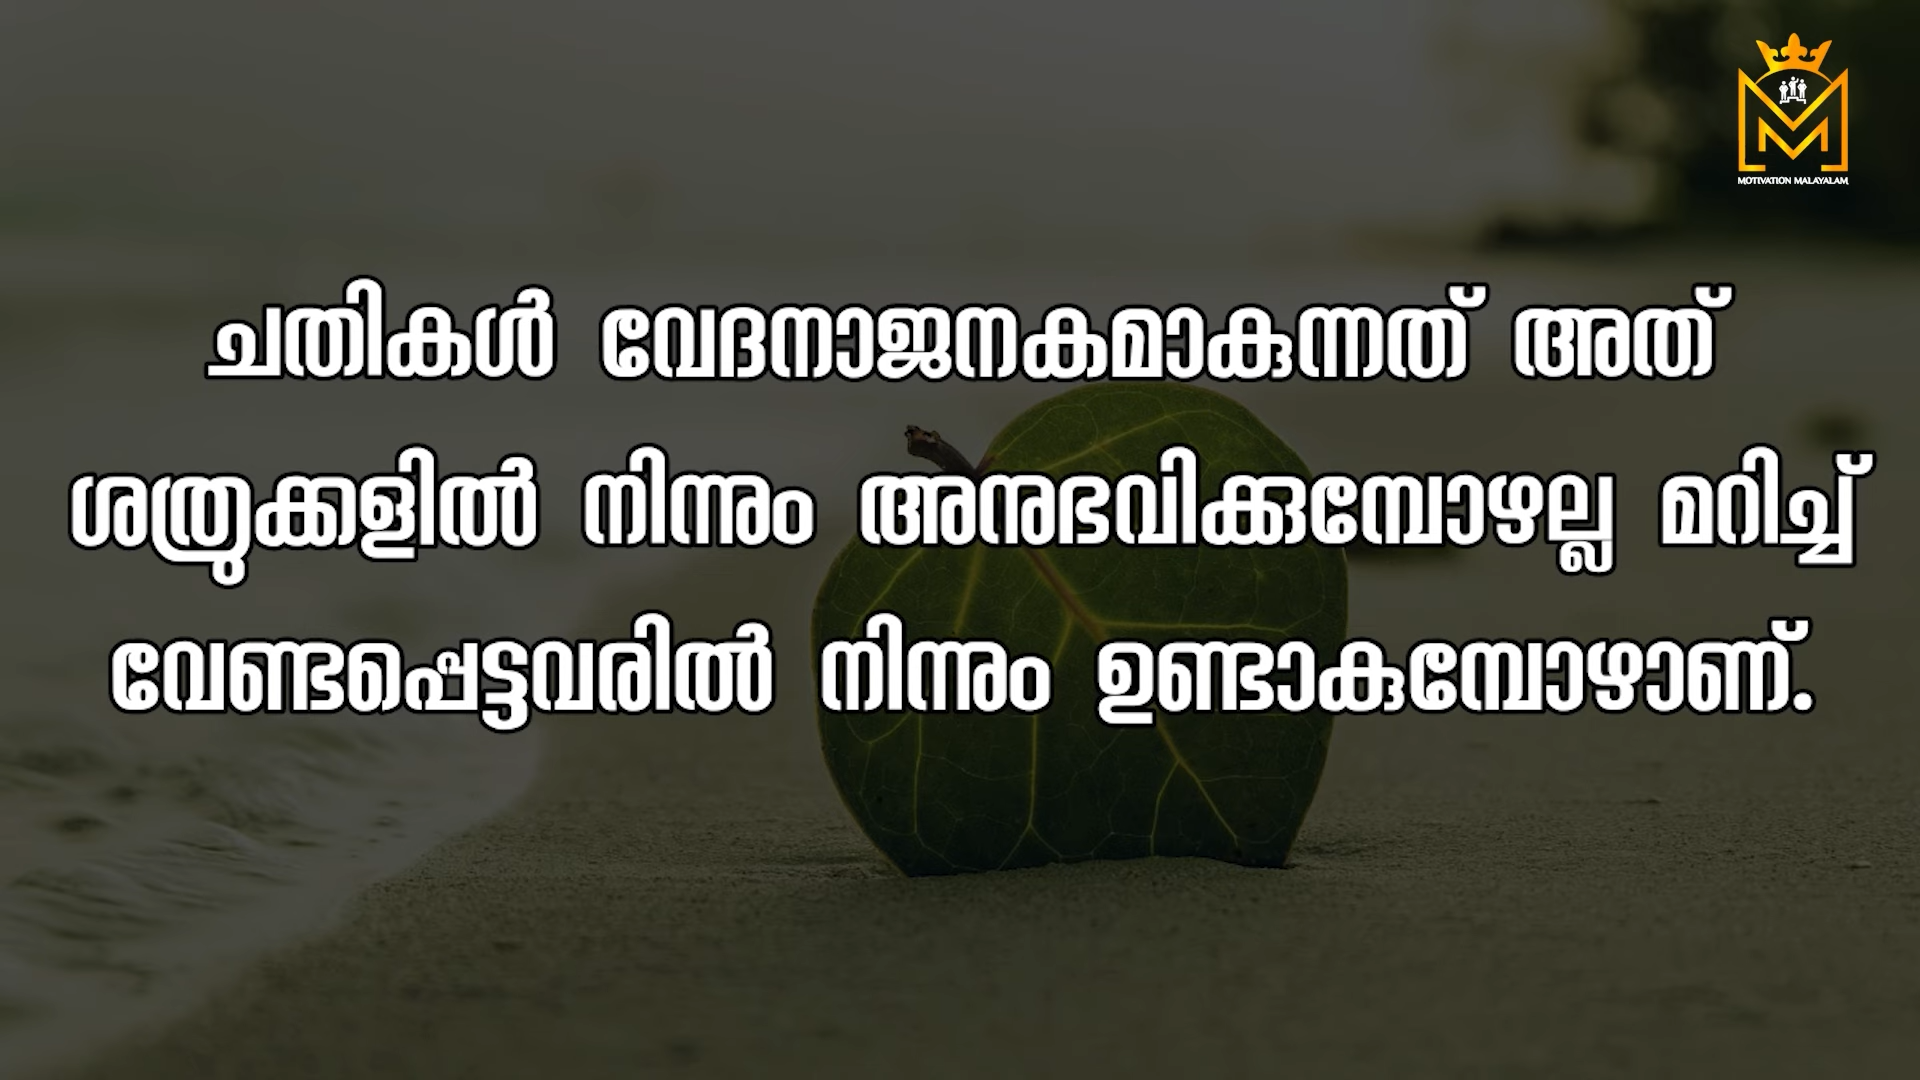 MOTIVATION MALAYALAM
ചതികൾ വേദനാജനകമാകുന്നത് അത്
ശത്രുക്കളിൽ നിന്നും അനുഭവിക്കുമ്പോഴല്ല മറിച്ച്
വേണ്ടപ്പെട്ടവരിൽ നിന്നും ഉണ്ടാകുമ്പോഴാണ്.